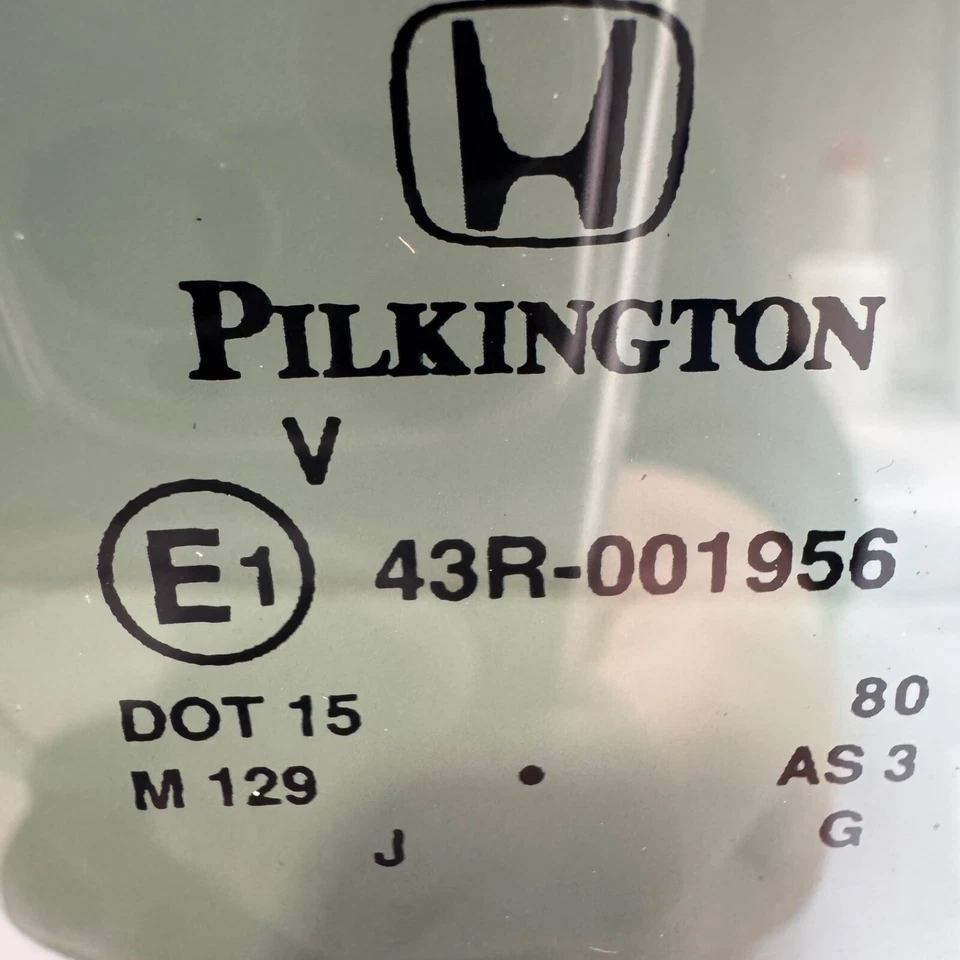 PILKINGTON
V
E1 43R-001956
DOT 15 80
M 129 • AS 3
J G